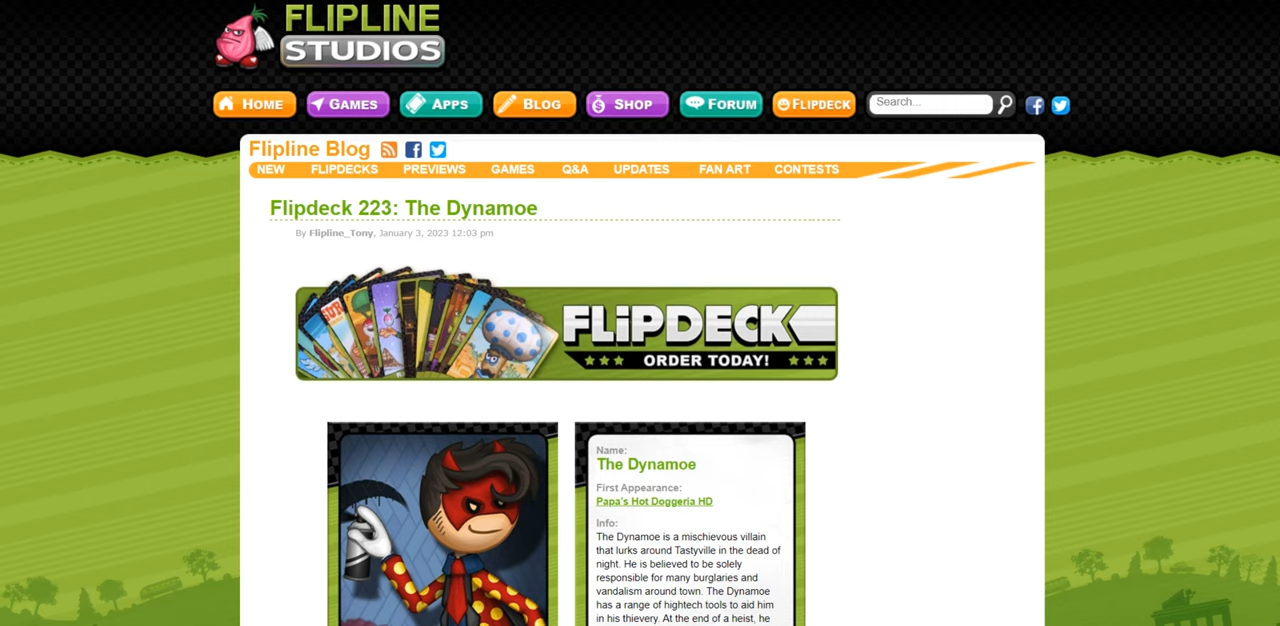 FLIPLINE
STUDIOS
HOME GAMES APPS BLOG SHOP FORUM FLIPDECK Search...
Flipline Blog
NEW FLIPDECKS PREVIEWS GAMES Q&A UPDATES FAN ART CONTESTS
Flipdeck 223: The Dynamoe
By Flipline_Tony, January 3, 2023 12:03 pm
FLiPDECK
ORDER TODAY!
Name:
The Dynamoe
First Appearance:
Papa's Hot Doggeria HD
Info:
The Dynamoe is a mischievous villain
that lurks around Tastyville in the dead of
night. He is believed to be solely
responsible for many burglaries and
vandalism around town. The Dynamoe
has a range of hightech tools to aid him
in his thievery. At the end of a heist, he